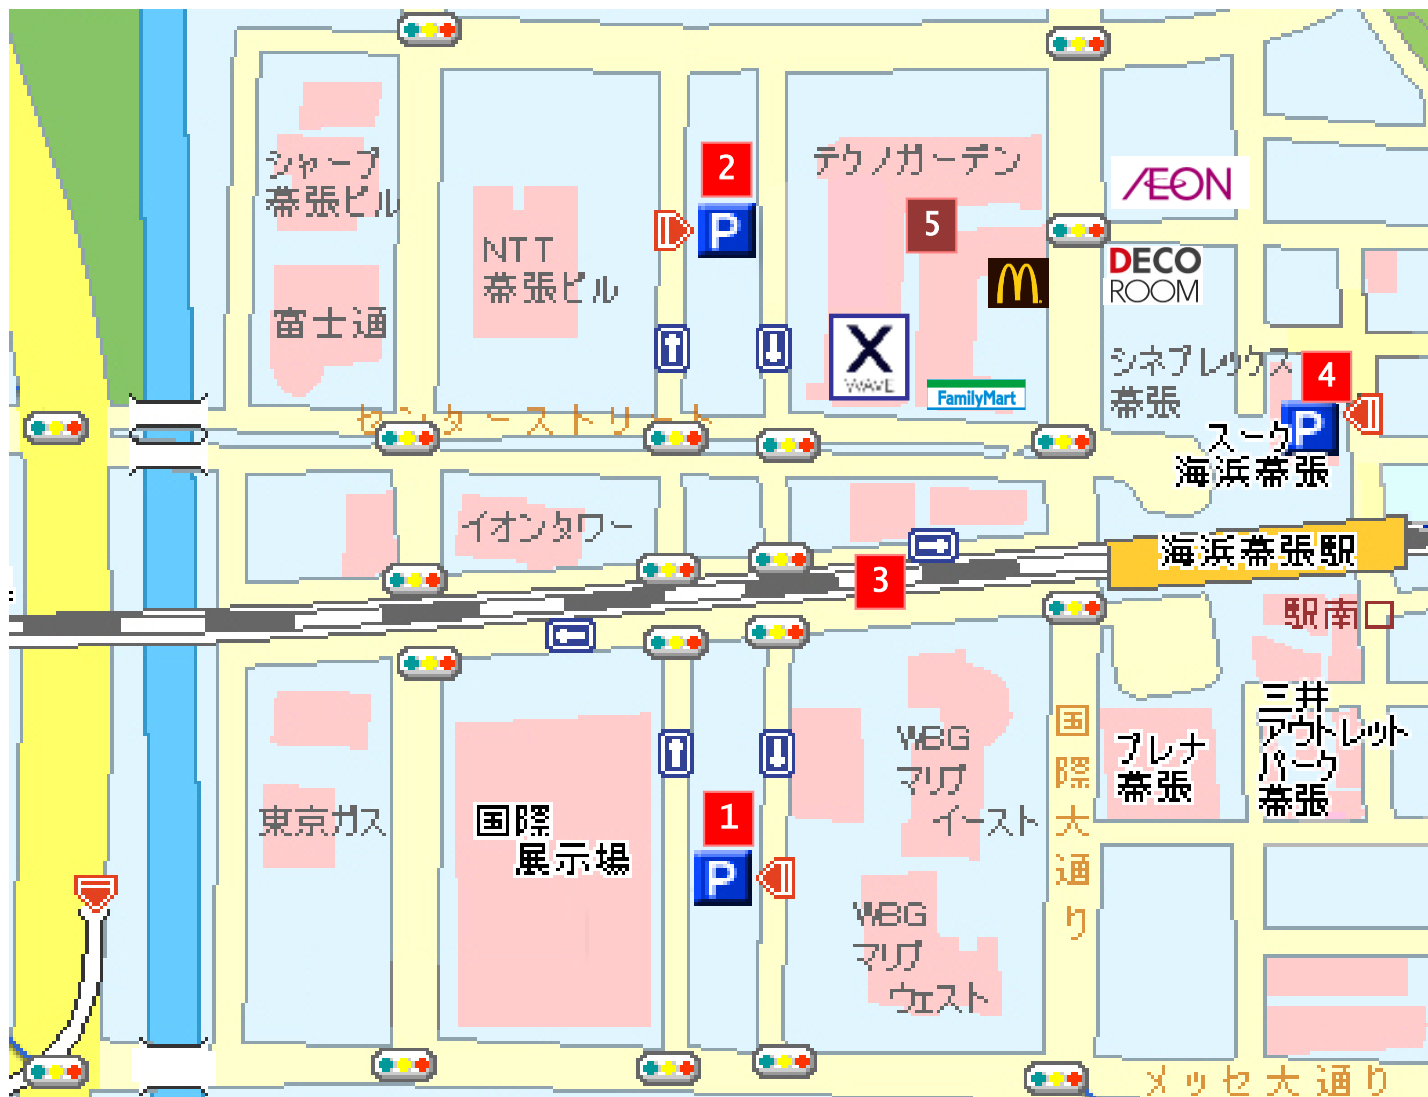 シャープ
幕張ビル
富士通
NTT
幕張ビル
2
P
テクノガーデン
5
X
WAVE
FamilyMart
ÆON
DECO
ROOM
シネプレックス
幕張
4
P
スーク
海浜幕張
センターストリート
イオンタワー
3
海浜幕張駅
駅南口
東京ガス
国際
展示場
1
P
WBG
マリブ
イースト
WBG
マリブ
ウェスト
国際大通り
プレナ
幕張
三井
アウトレット
パーク
幕張
メッセ大通り